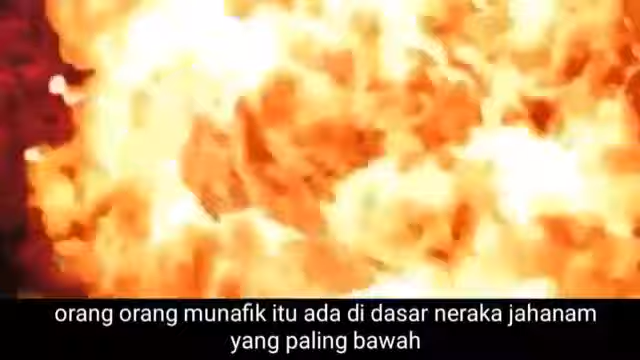 orang orang munafik itu ada di dasar neraka jahanam
yang paling bawah